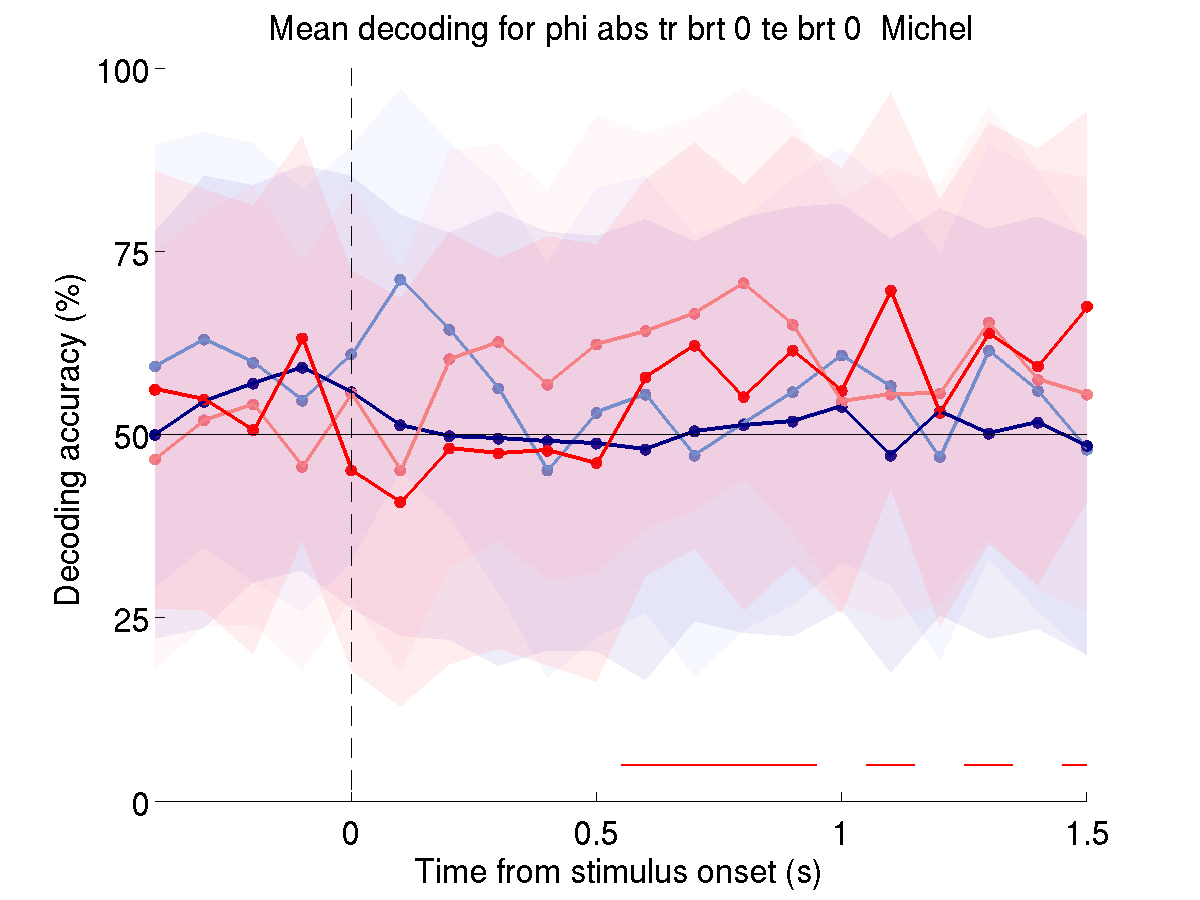 Mean decoding for phi abs tr brt 0 te brt 0  Michel
100
75
50
25
0
Decoding accuracy (%)
0 0.5 1 1.5
Time from stimulus onset (s)